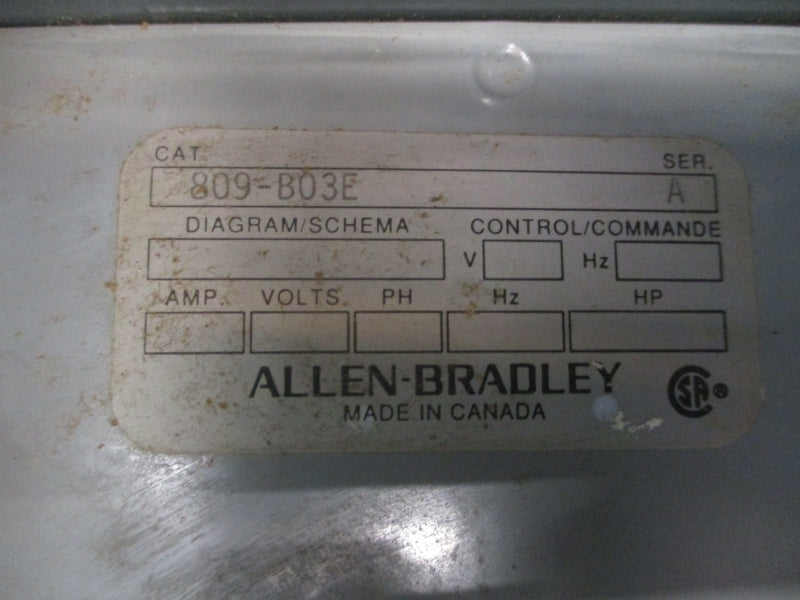 CAT. SER.
809-B03E A
DIAGRAM/SCHEMA CONTROL/COMMANDE
V Hz
AMP. VOLTS PH Hz HP
ALLEN-BRADLEY SA ®
MADE IN CANADA